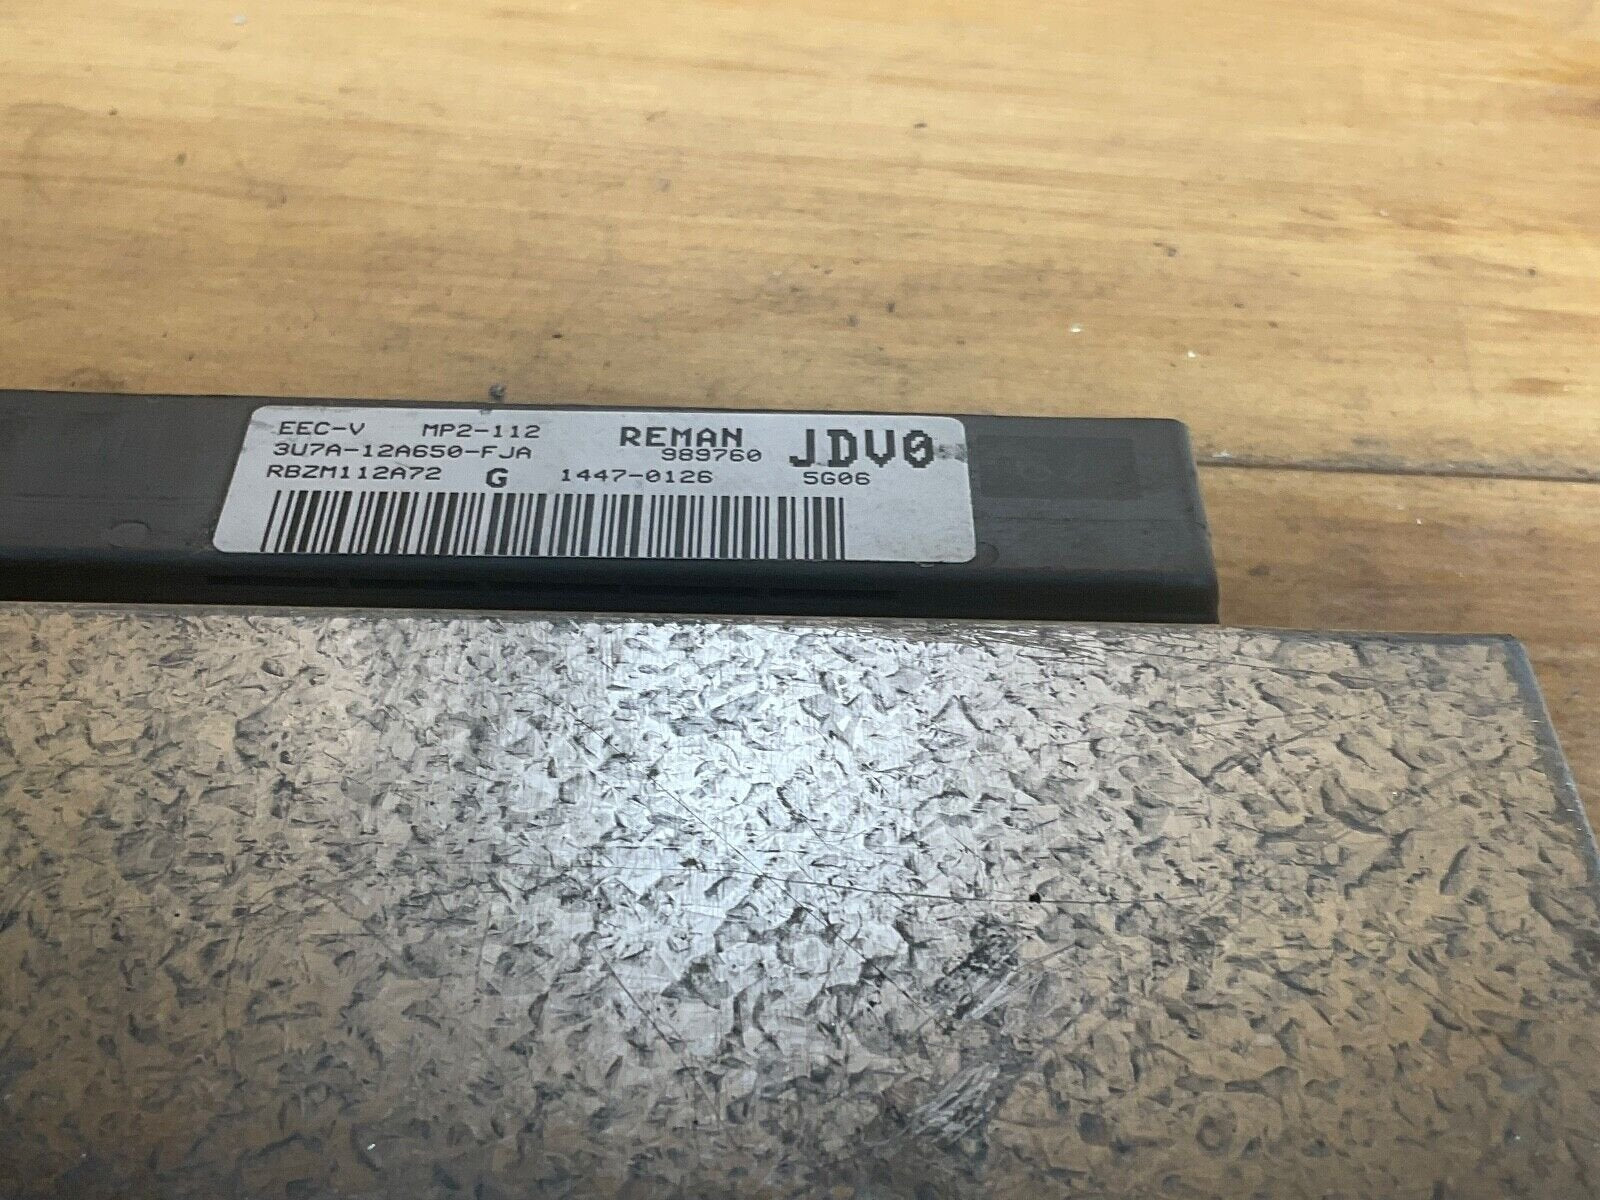 EEC-V MP2-112 REMAN JDV0
3U7A-12A650-FJA 989760
RBZM112A72 G 1447-0126 5G06